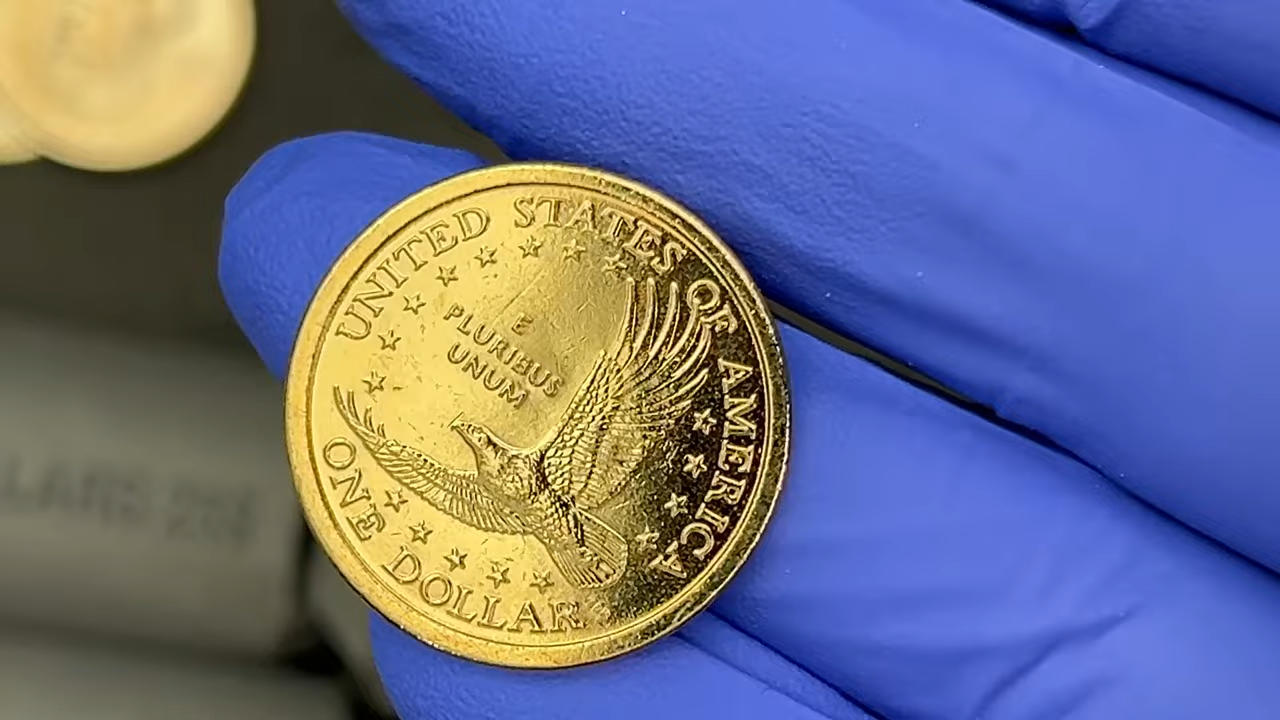 UNITED STATES OF AMERICA
E
PLURIBUS
UNUM
ONE DOLLAR